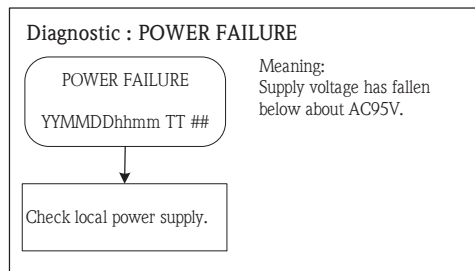 Diagnostic : POWER FAILURE
POWER FAILURE
YYMMDDhhmm TT ##
Meaning:
Supply voltage has fallen
below about AC95V.
Check local power supply.